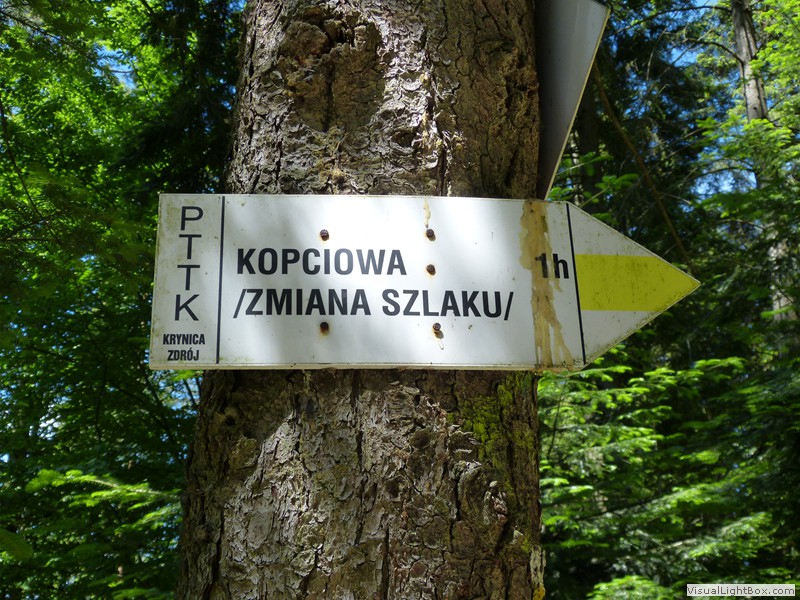 PTTK
KRYNICA
ZDRÓJ
KOPCIOWA
/ZMIANA SZLAKU/
1h
VisualLightBox.com